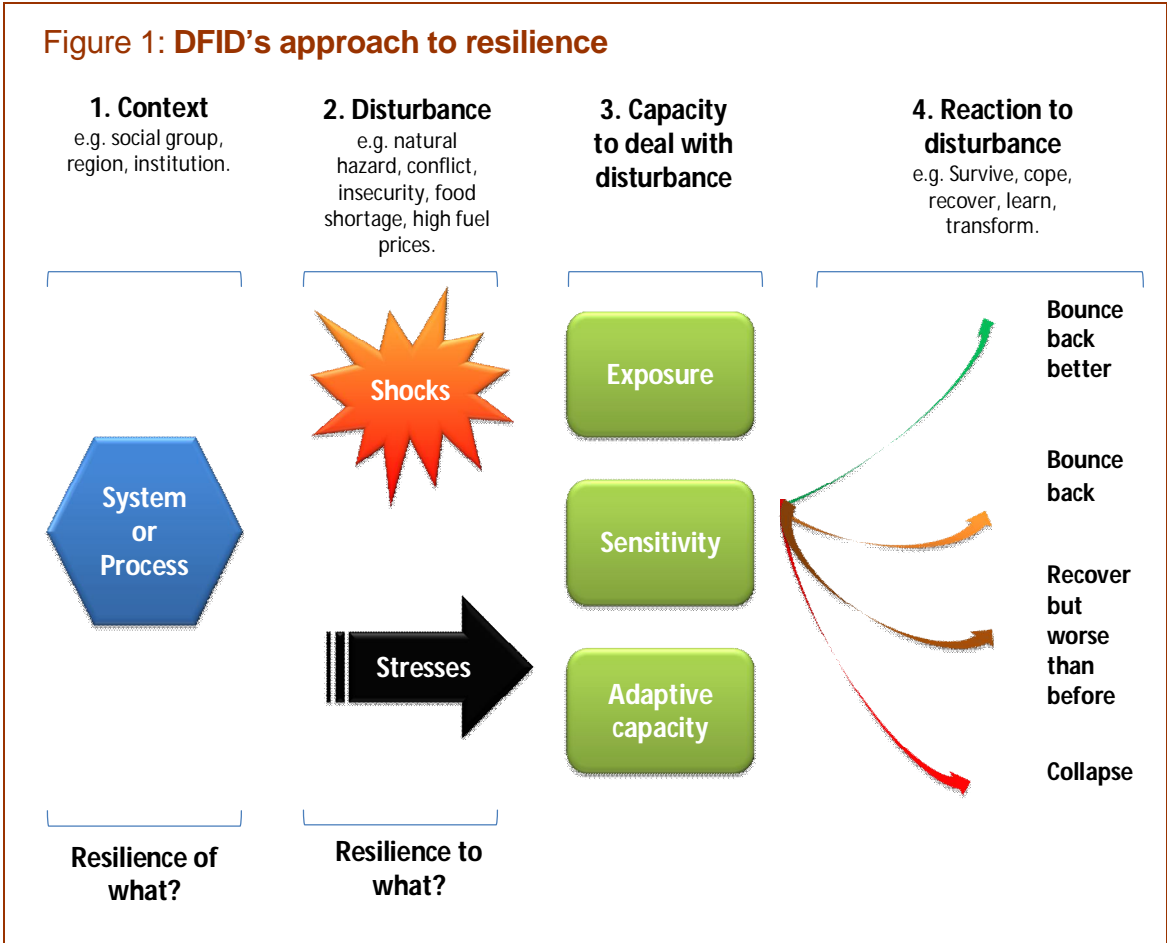 Figure 1: DFID's approach to resilience
1. Context
e.g. social group,
region, institution.
2. Disturbance
e.g. natural
hazard, conflict,
insecurity, food
shortage, high fuel
prices.
3. Capacity
to deal with
disturbance
4. Reaction to
disturbance
e.g. Survive, cope,
recover, learn,
transform.
System
or
Process
Shocks
Stresses
Exposure
Sensitivity
Adaptive
capacity
Bounce
back
better
Bounce
back
Recover
but
worse
than
before
Collapse
Resilience of
what?
Resilience to
what?